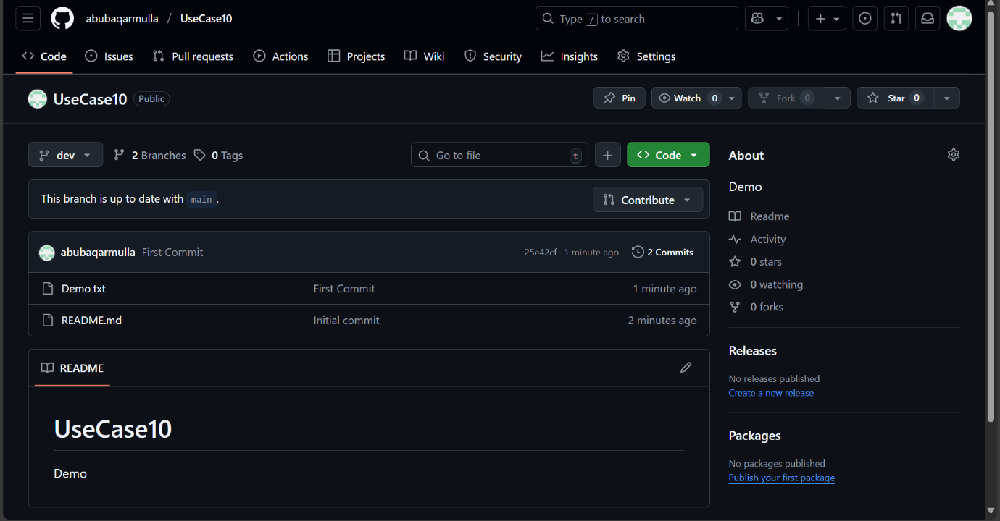 abubaqarmulla / UseCase10
Type / to search
Code Issues Pull requests Actions Projects Wiki Security Insights Settings
UseCase10 Public
Pin Watch 0 Fork 0 Star 0
dev 2 Branches 0 Tags
Go to file t
+ Code
This branch is up to date with main.
Contribute
abubaqarmulla First Commit 25e42cf · 1 minute ago 2 Commits
Demo.txt First Commit 1 minute ago
README.md Initial commit 2 minutes ago
README
UseCase10
Demo
About
Demo
Readme
Activity
0 stars
0 watching
0 forks
Releases
No releases published
Create a new release
Packages
No packages published
Publish your first package